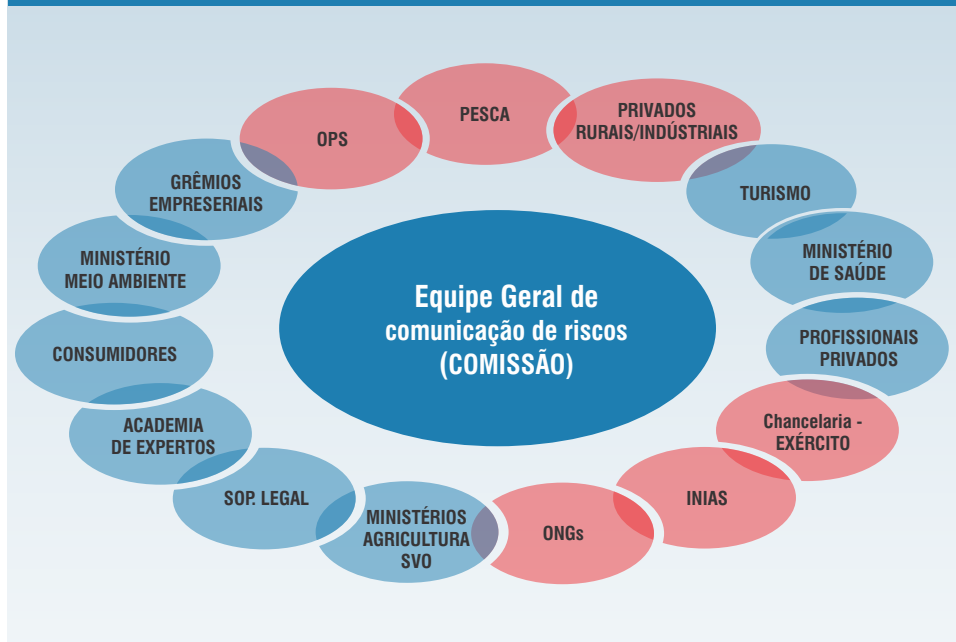 OPS
PESCA
PRIVADOS
RURAIS/INDÚSTRIAIS
GRÊMIOS
EMPRESERIAIS
TURISMO
MINISTÉRIO
MEIO AMBIENTE
MINISTÉRIO
DE SAÚDE
Equipe Geral de
comunicação de riscos
(COMISSÃO)
CONSUMIDORES
PROFISSIONAIS
PRIVADOS
ACADEMIA
DE EXPERTOS
Chancelaria -
EXÉRCITO
SOP. LEGAL
MINISTÉRIOS
AGRICULTURA
SVO
ONGs
INIAS